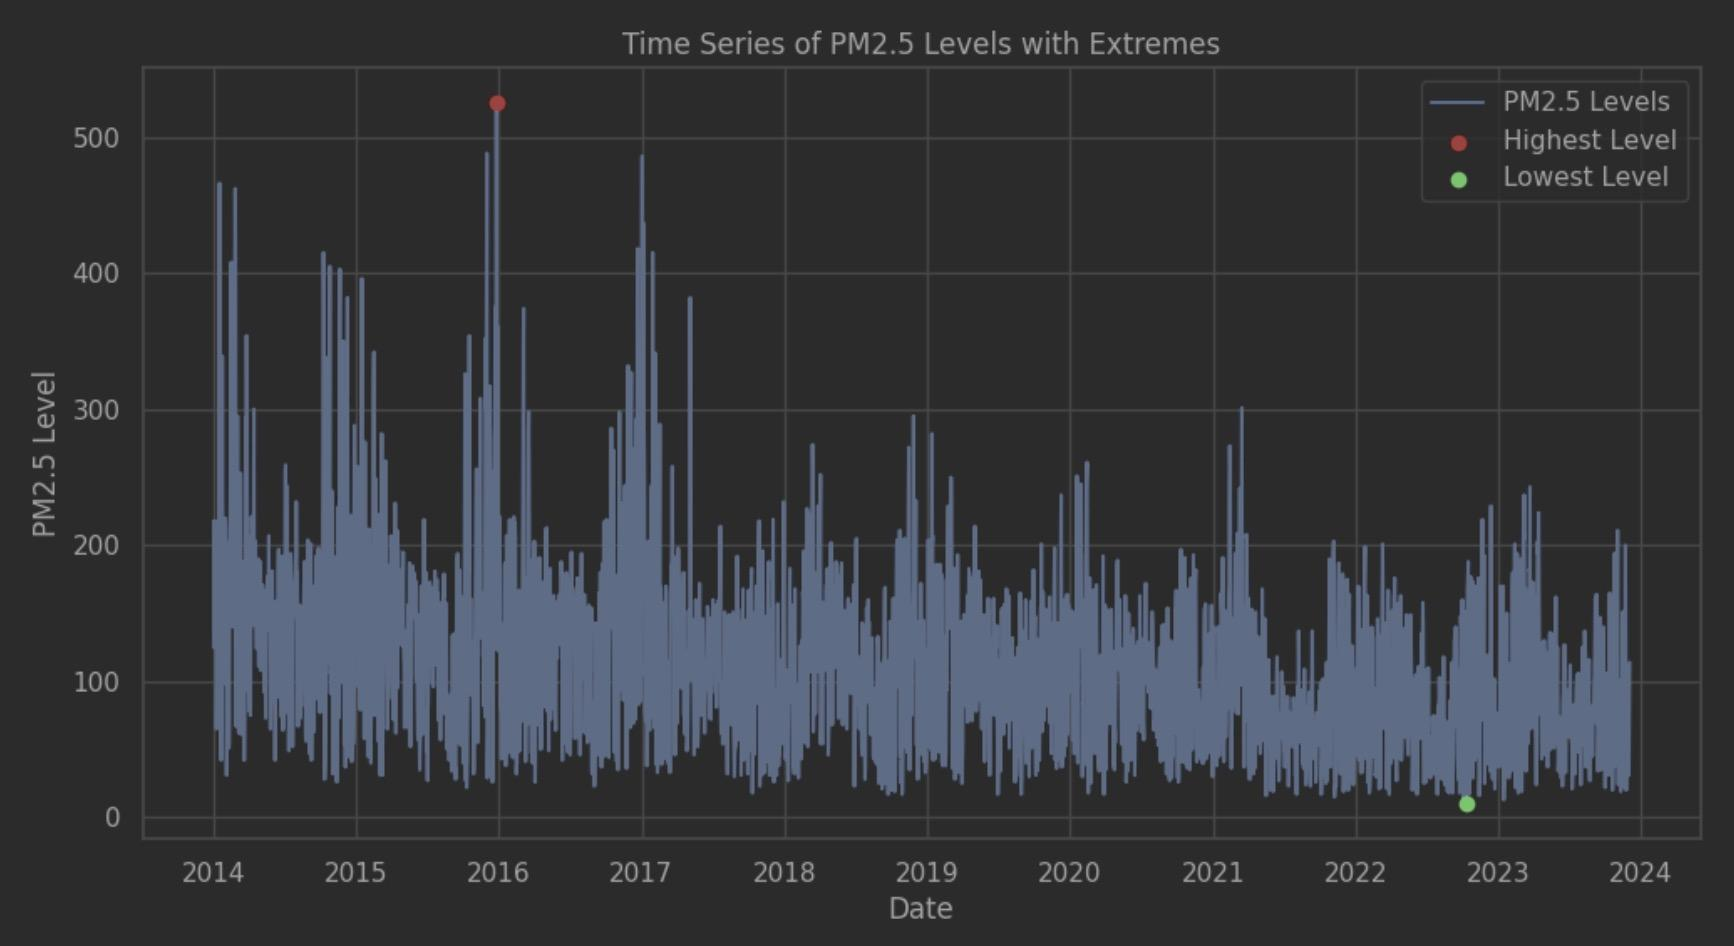 Time Series of PM2.5 Levels with Extremes
PM2.5 Levels
Highest Level
Lowest Level
PM2.5 Level
500
400
300
200
100
0
2014 2015 2016 2017 2018 2019 2020 2021 2022 2023 2024
Date